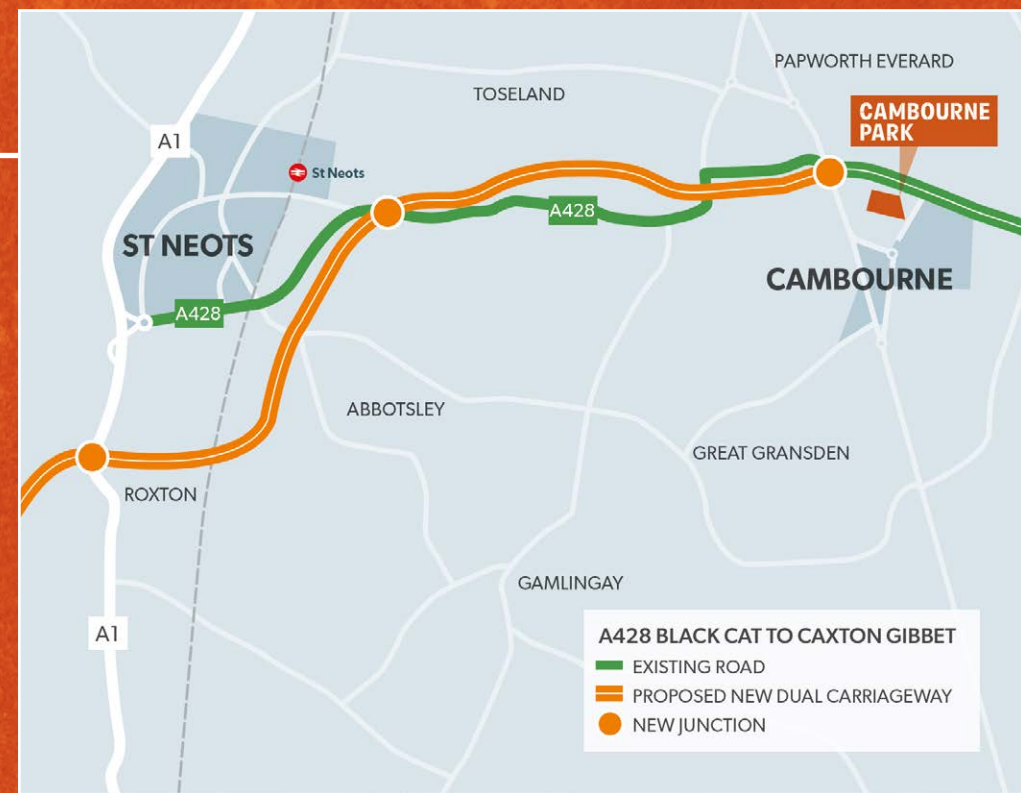 PAPWORTH EVERARD
TOSELAND
CAMBOURNE
PARK
A1
St Neots
A428
ST NEOTS
CAMBOURNE
A428
ABBOTSLEY
GREAT GRANSDEN
ROXTON
GAMLINGAY
A1
A428 BLACK CAT TO CAXTON GIBBET
EXISTING ROAD
PROPOSED NEW DUAL CARRIAGEWAY
NEW JUNCTION